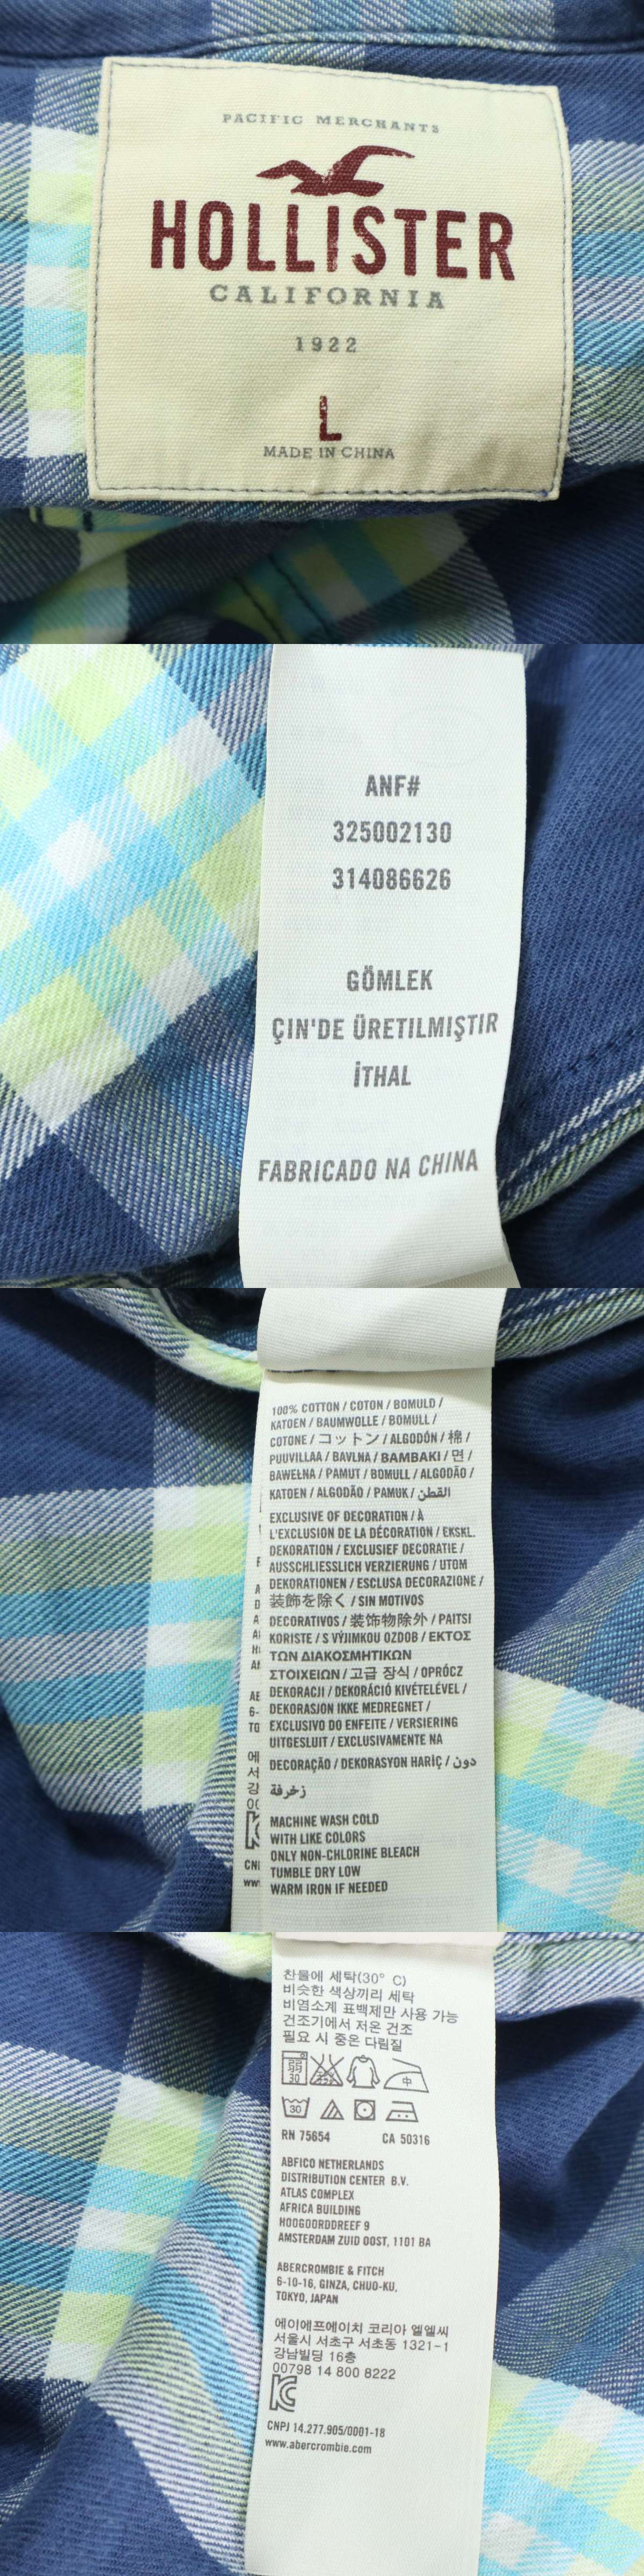 PACIFIC MERCHANTS
HOLLISTER
CALIFORNIA
1922
L
MADE IN CHINA
ANF#
325002130
314086626
GÖMLEK
ÇIN'DE ÜRETILMIŞTIR
İTHAL
FABRICADO NA CHINA
100% COTTON / COTON / BOMULD /
KATOEN / BAUMWOLLE / BOMULL /
COTONE / コットン / ALGODÓN / 棉 /
PUUVILLAA / BAVLNA / BAMBAKI / 면 /
BAWEŁNA / PAMUT / BOMULL / ALGODÃO /
KATOEN / ALGODÃO / PAMUK / القطن
EXCLUSIVE OF DECORATION / À
L'EXCLUSION DE LA DÉCORATION / EKSKL.
DEKORATION / EXCLUSIEF DECORATIE /
AUSSCHLIESSLICH VERZIERUNG / UTOM
DEKORATIONEN / ESCLUSA DECORAZIONE /
装飾を除く / SIN MOTIVOS
DECORATIVOS / 装饰物除外 / PAITSI
KORISTE / S VÝJIMKOU OZDOB / ΕΚΤΟΣ
ΤΩΝ ΔΙΑΚΟΣΜΗΤΙΚΩΝ
ΣΤΟΙΧΕΙΩΝ / 고급 장식 / OPRÓCZ
DEKORACJI / DEKORÁCIÓ KIVÉTELÉVEL /
DEKORASJON IKKE MEDREGNET /
EXCLUSIVO DO ENFEITE / VERSIERING
UITGESLUIT / EXCLUSIVAMENTE NA
DECORAÇÃO / DEKORASYON HARİÇ / دون
زخرفة
MACHINE WASH COLD
WITH LIKE COLORS
ONLY NON-CHLORINE BLEACH
TUMBLE DRY LOW
WARM IRON IF NEEDED
찬물에 세탁(30° C)
비슷한 색상끼리 세탁
비염소계 표백제만 사용 가능
건조기에서 저온 건조
필요 시 중온 다림질
30 中
30
RN 75654 CA 50316
ABFICO NETHERLANDS
DISTRIBUTION CENTER B.V.
ATLAS COMPLEX
AFRICA BUILDING
HOOGOORDDREEF 9
AMSTERDAM ZUID OOST, 1101 BA
ABERCROMBIE & FITCH
6-10-16, GINZA, CHUO-KU,
TOKYO, JAPAN
에이에프에이치 코리아 엘엘씨
서울시 서초구 서초동 1321-1
강남빌딩 16층
00798 14 800 8222
CNPJ 14.277.905/0001-18
www.abercrombie.com